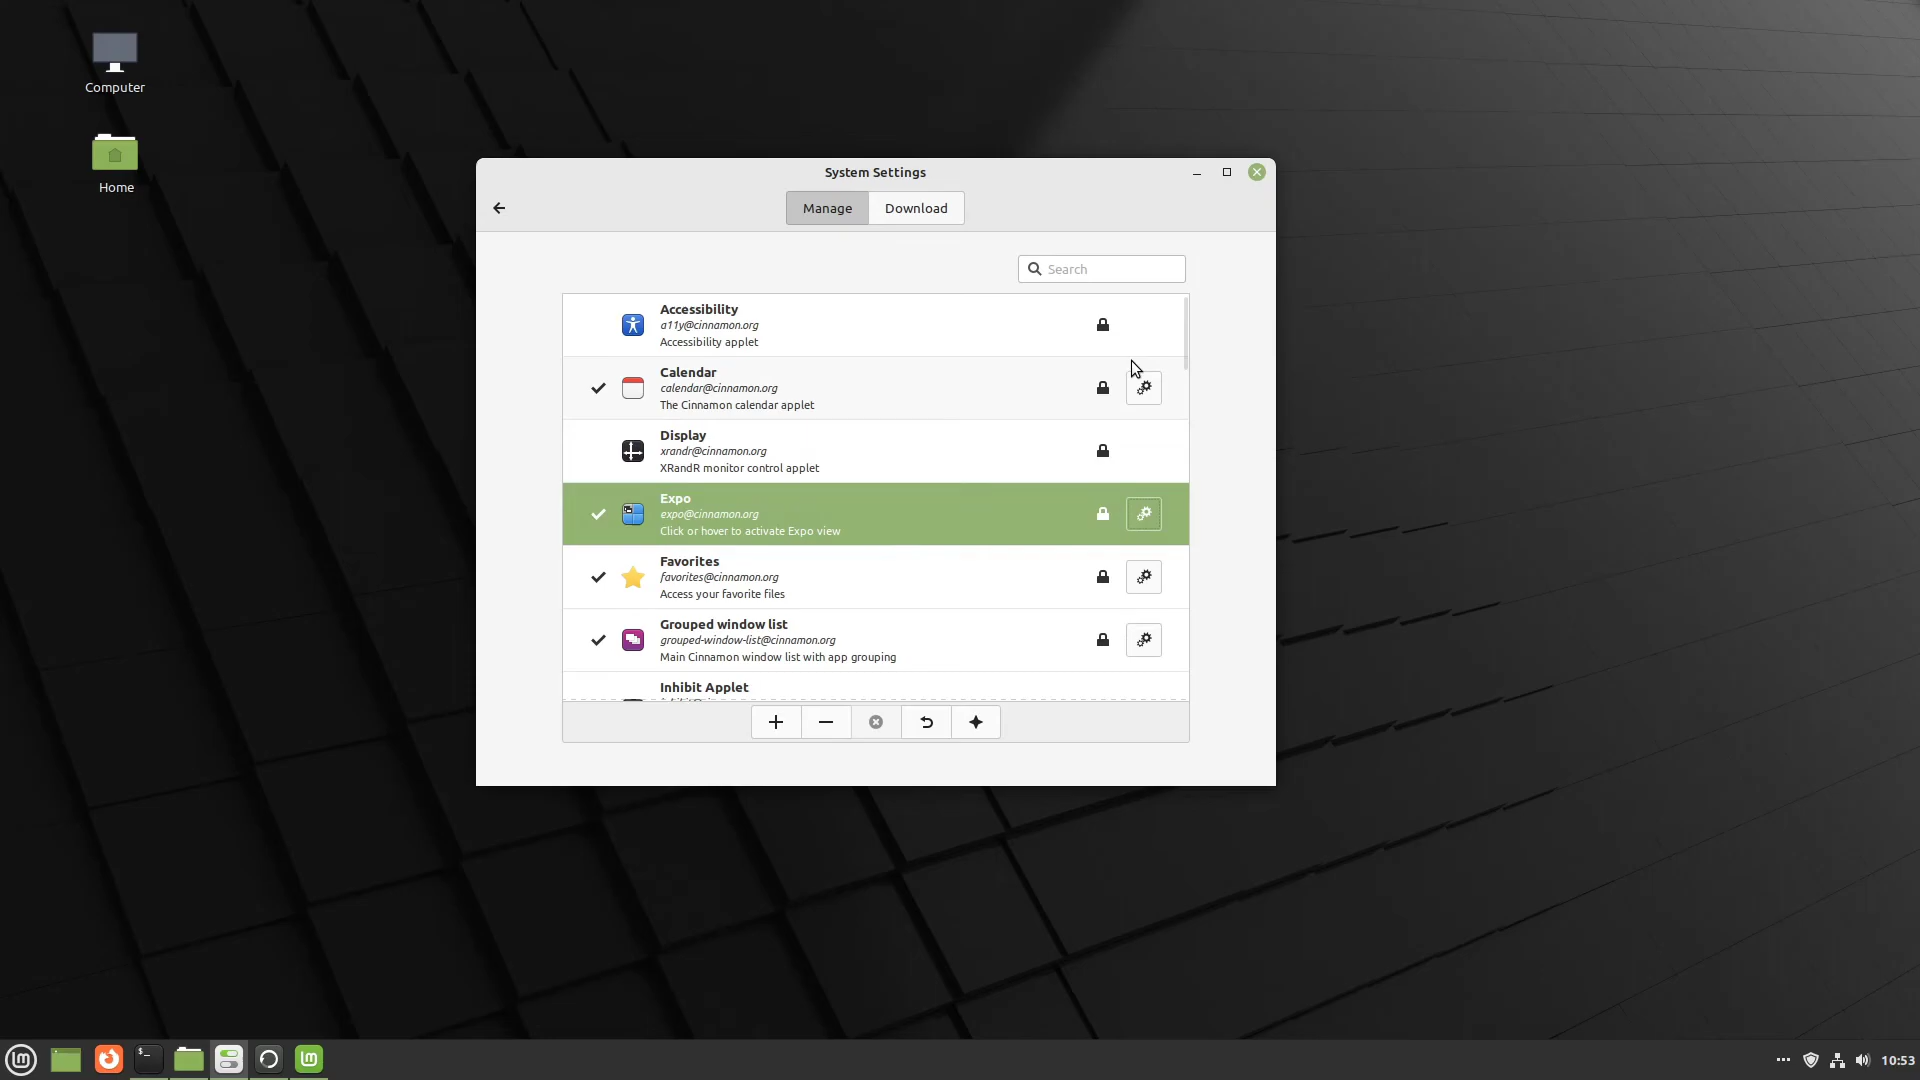 Computer
Home
System Settings
Manage
Download
Search
Accessibility
a11y@cinnamon.org
Accessibility applet
Calendar
calendar@cinnamon.org
The Cinnamon calendar applet
Display
xrandr@cinnamon.org
XRandR monitor control applet
Expo
expo@cinnamon.org
Click or hover to activate Expo view
Favorites
favorites@cinnamon.org
Access your favorite files
Grouped window list
grouped-window-list@cinnamon.org
Main Cinnamon window list with app grouping
Inhibit Applet
10:53